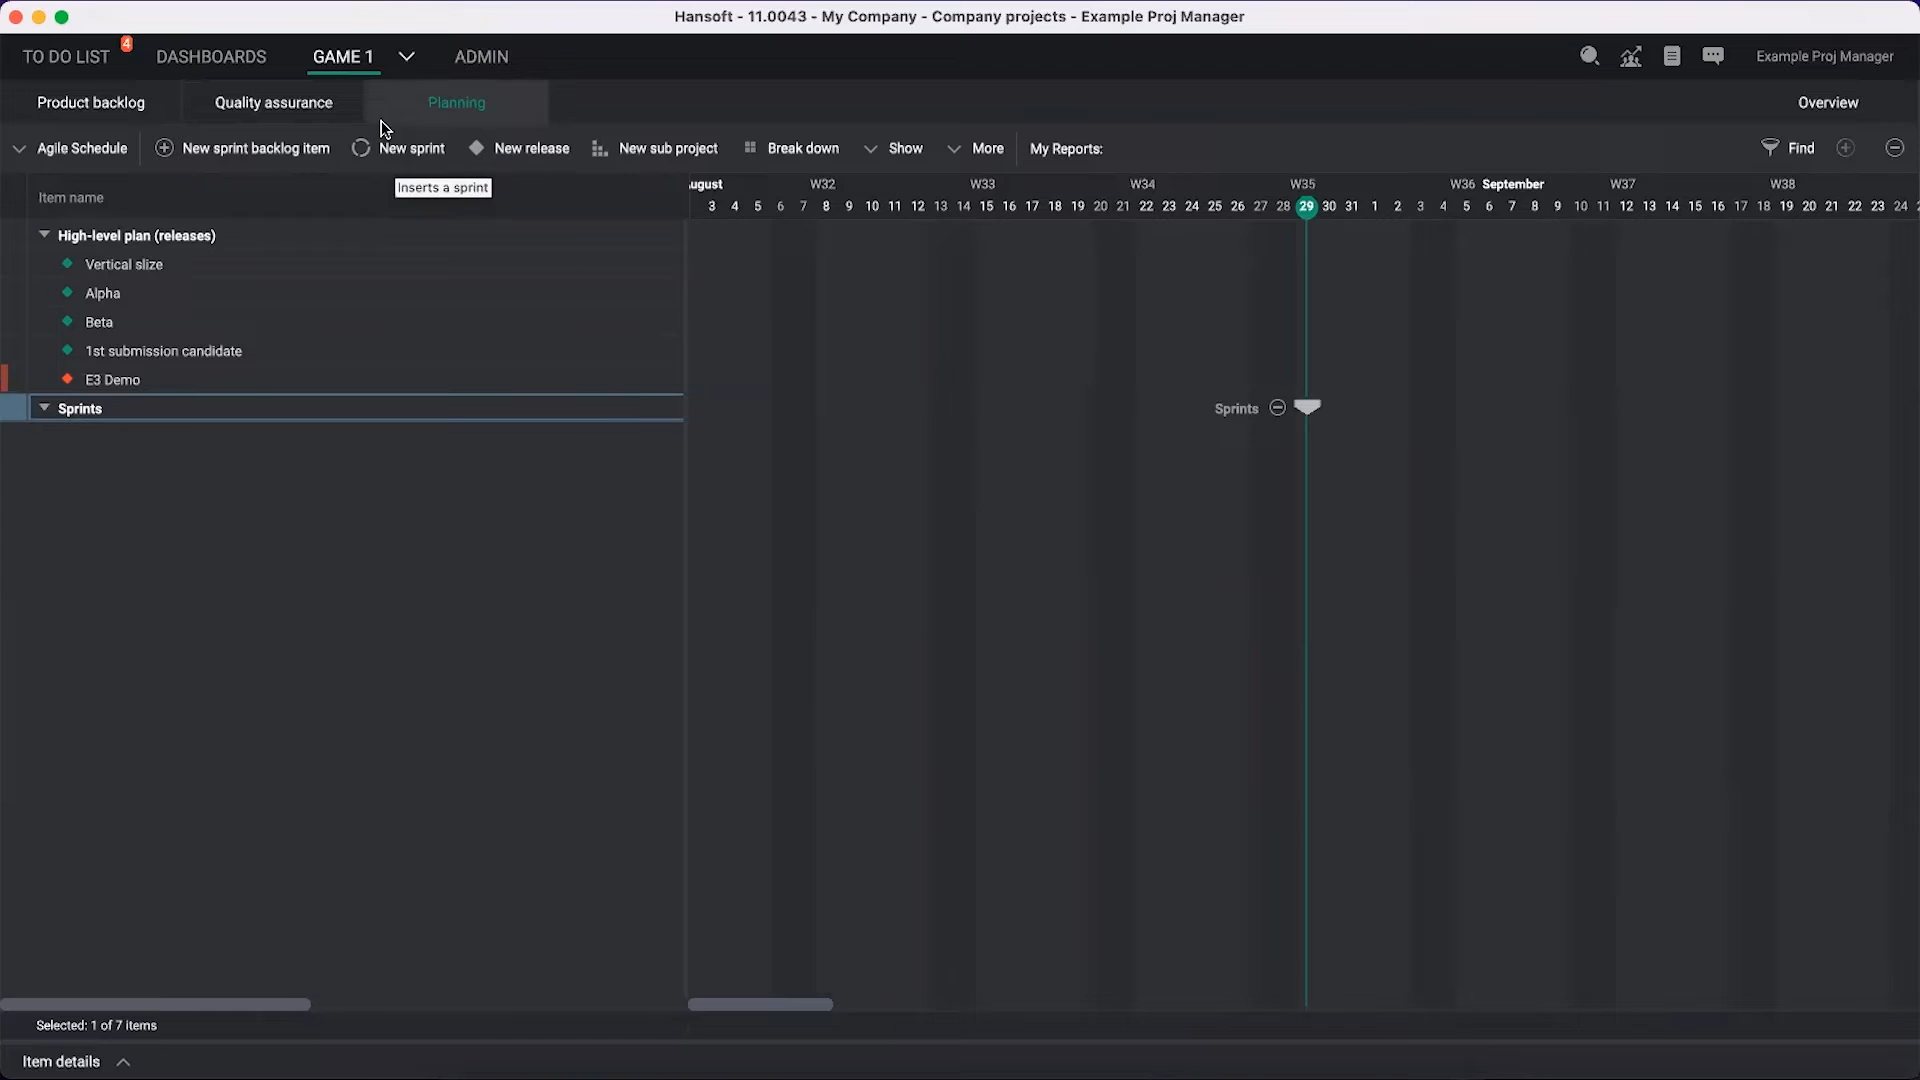 Hansoft - 11.0043 - My Company - Company projects - Example Proj Manager
TO DO LIST 4 DASHBOARDS GAME 1 ADMIN Example Proj Manager
Product backlog Quality assurance Planning Overview
Agile Schedule New sprint backlog item New sprint New release New sub project Break down Show More My Reports: Find
Inserts a sprint
Item name
ugust W32 W33 W34 W35 W36 September W37 W38
3 4 5 6 7 8 9 10 11 12 13 14 15 16 17 18 19 20 21 22 23 24 25 26 27 28 29 30 31 1 2 3 4 5 6 7 8 9 10 11 12 13 14 15 16 17 18 19 20 21 22 23 24
High-level plan (releases)
Vertical slize
Alpha
Beta
1st submission candidate
E3 Demo
Sprints Sprints
Selected: 1 of 7 items
Item details